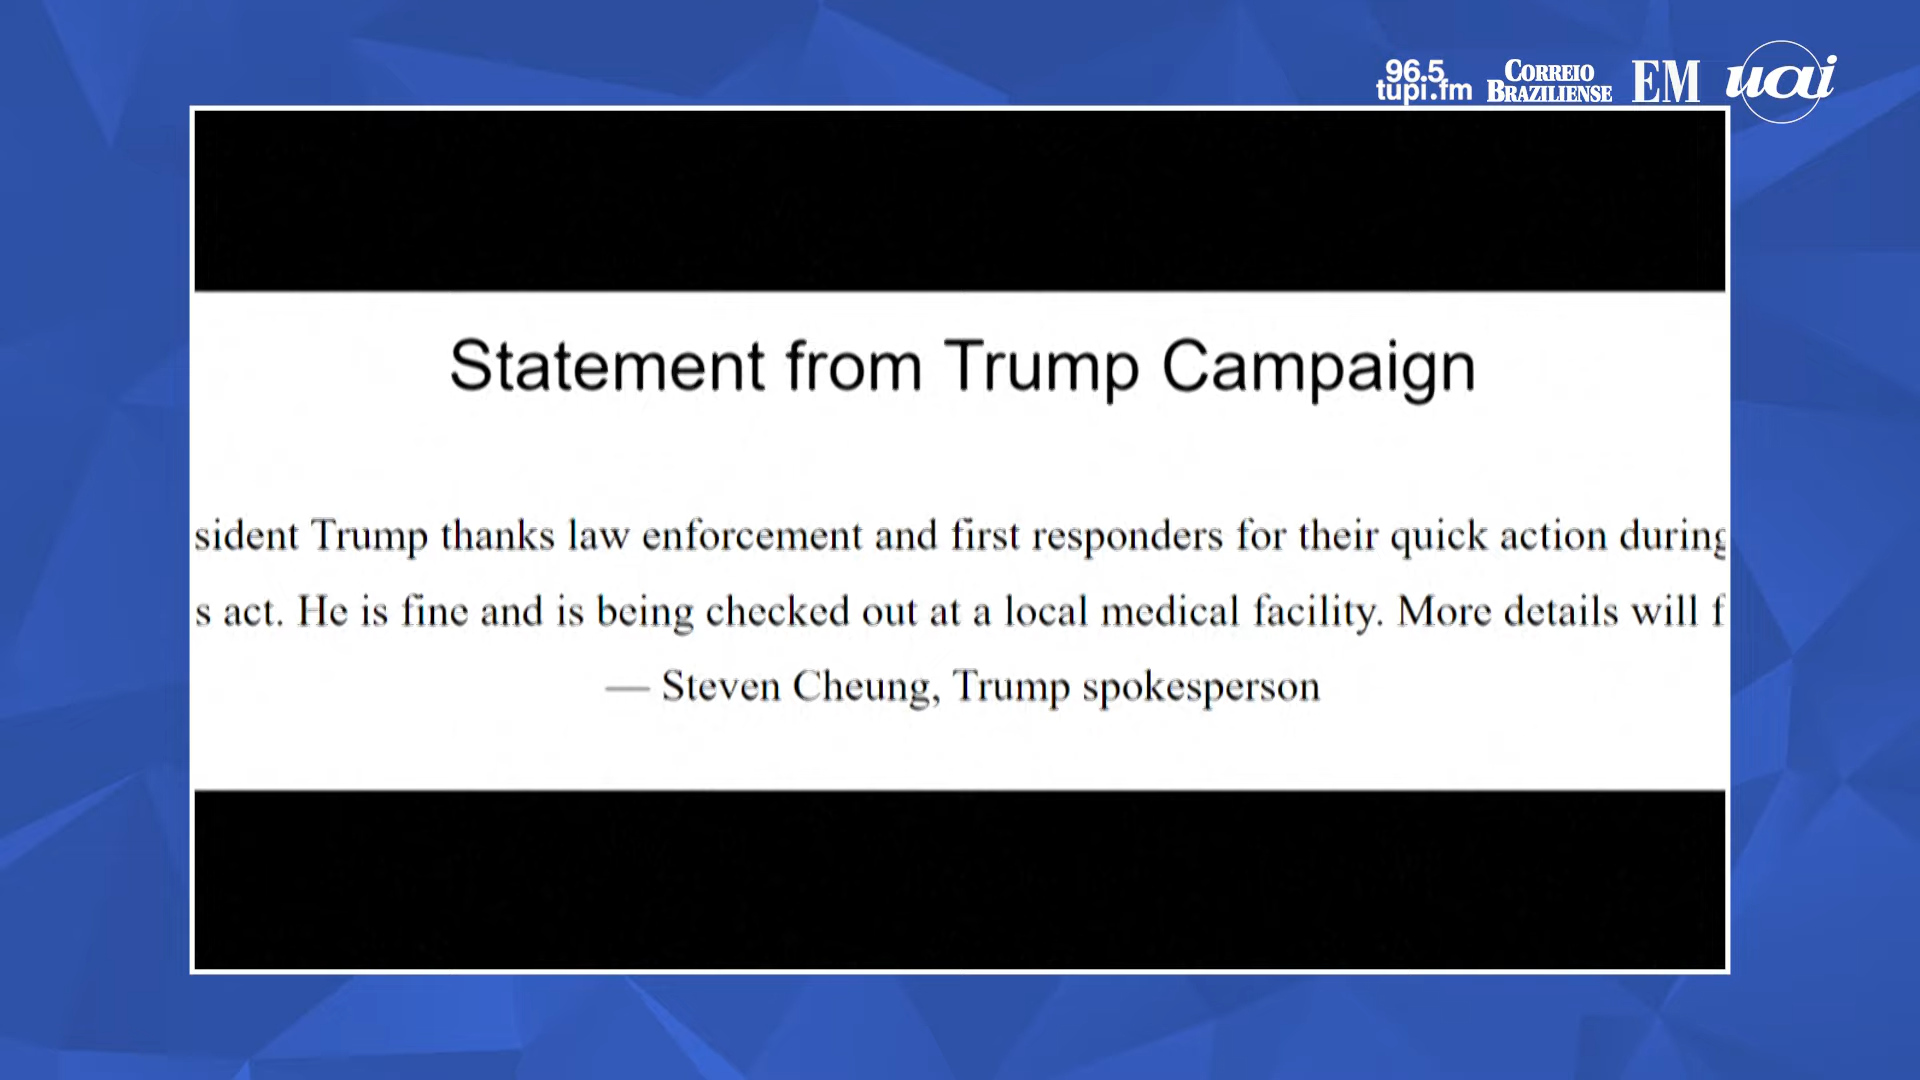 96.5
tupi.fm
CORREIO
BRAZILIENSE
EM
uai
Statement from Trump Campaign
sident Trump thanks law enforcement and first responders for their quick action during
s act. He is fine and is being checked out at a local medical facility. More details will f
— Steven Cheung, Trump spokesperson